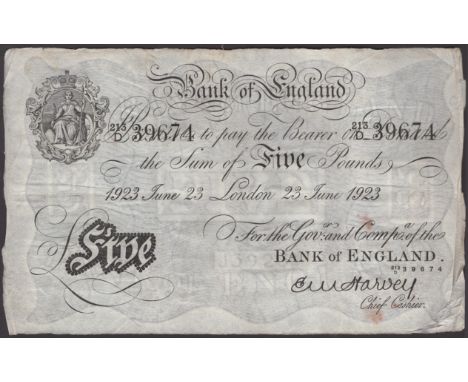 Bank of England
213/D 39674 to pay the Bearer on 213/D 39674
the Sum of Five Pounds
1923 June 23 London 23 June 1923
For the Govr. and Compa. of the
BANK OF ENGLAND.
213/D 39674
£Five
E M Harvey
Chief Cashier.